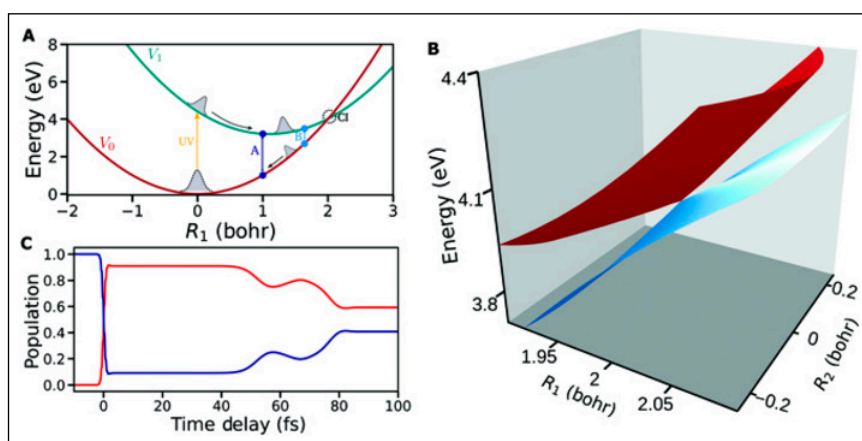 A
8
6
4
2
0
Energy (eV)
V₁
V₀
UV
A
B
CI
−2 −1 0 1 2 3
R₁ (bohr)
C
1.0
0.8
0.6
0.4
0.2
0.0
Population
0 20 40 60 80 100
Time delay (fs)
B
4.4
4.1
3.8
Energy (eV)
1.95
2
2.05
R₁ (bohr)
0.2
0
−0.2
R₂ (bohr)